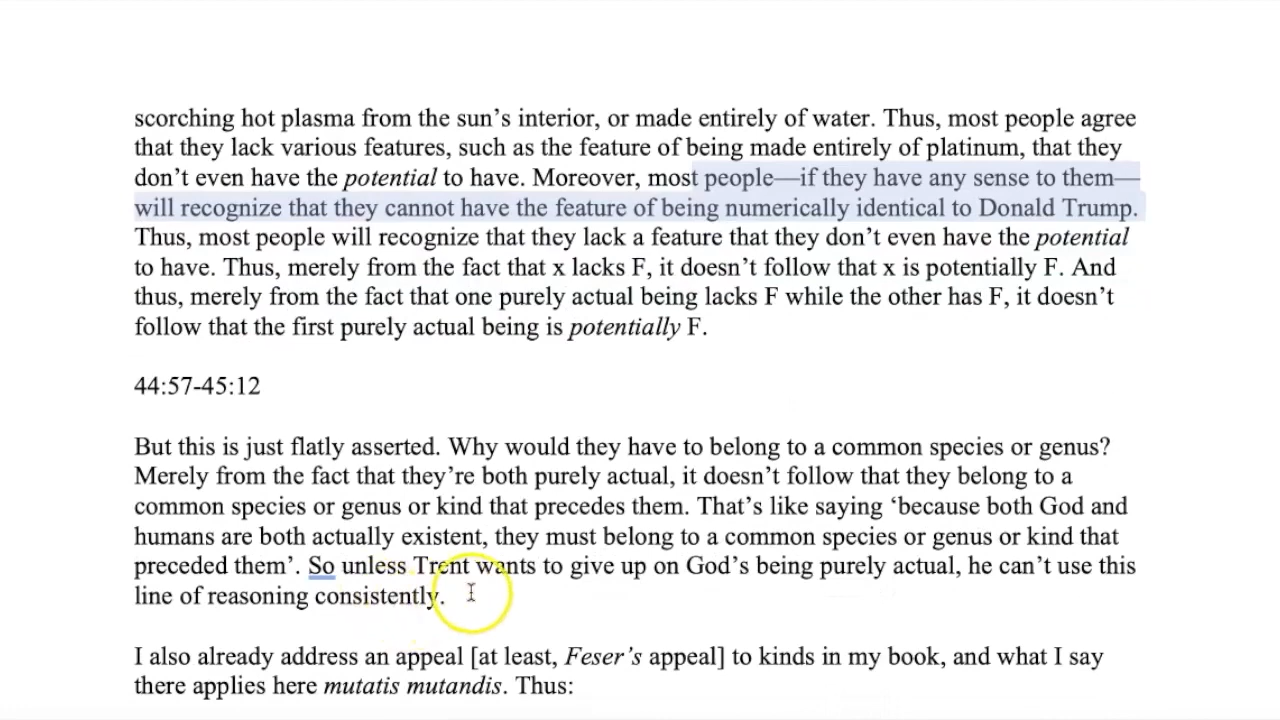 scorching hot plasma from the sun’s interior, or made entirely of water. Thus, most people agree
that they lack various features, such as the feature of being made entirely of platinum, that they
don’t even have the potential to have. Moreover, most people—if they have any sense to them—
will recognize that they cannot have the feature of being numerically identical to Donald Trump.
Thus, most people will recognize that they lack a feature that they don’t even have the potential
to have. Thus, merely from the fact that x lacks F, it doesn’t follow that x is potentially F. And
thus, merely from the fact that one purely actual being lacks F while the other has F, it doesn’t
follow that the first purely actual being is potentially F.
44:57-45:12
But this is just flatly asserted. Why would they have to belong to a common species or genus?
Merely from the fact that they’re both purely actual, it doesn’t follow that they belong to a
common species or genus or kind that precedes them. That’s like saying ‘because both God and
humans are both actually existent, they must belong to a common species or genus or kind that
preceded them’. So unless Trent wants to give up on God’s being purely actual, he can’t use this
line of reasoning consistently.
I also already address an appeal [at least, Feser’s appeal] to kinds in my book, and what I say
there applies here mutatis mutandis. Thus: